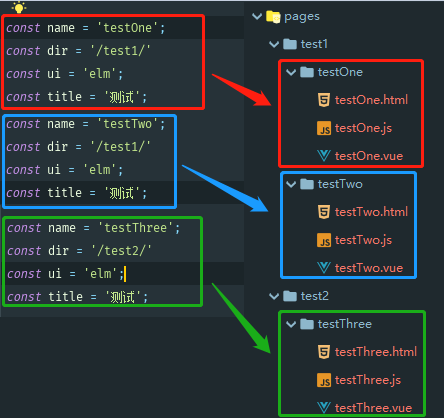 const name = 'testOne';
const dir = '/test1/'
const ui = 'elm';
const title = '测试';
const name = 'testTwo';
const dir = '/test1/'
const ui = 'elm';
const title = '测试';
const name = 'testThree';
const dir = '/test2/'
const ui = 'elm';
const title = '测试';
pages
test1
testOne
testOne.html
testOne.js
testOne.vue
testTwo
testTwo.html
testTwo.js
testTwo.vue
test2
testThree
testThree.html
testThree.js
testThree.vue